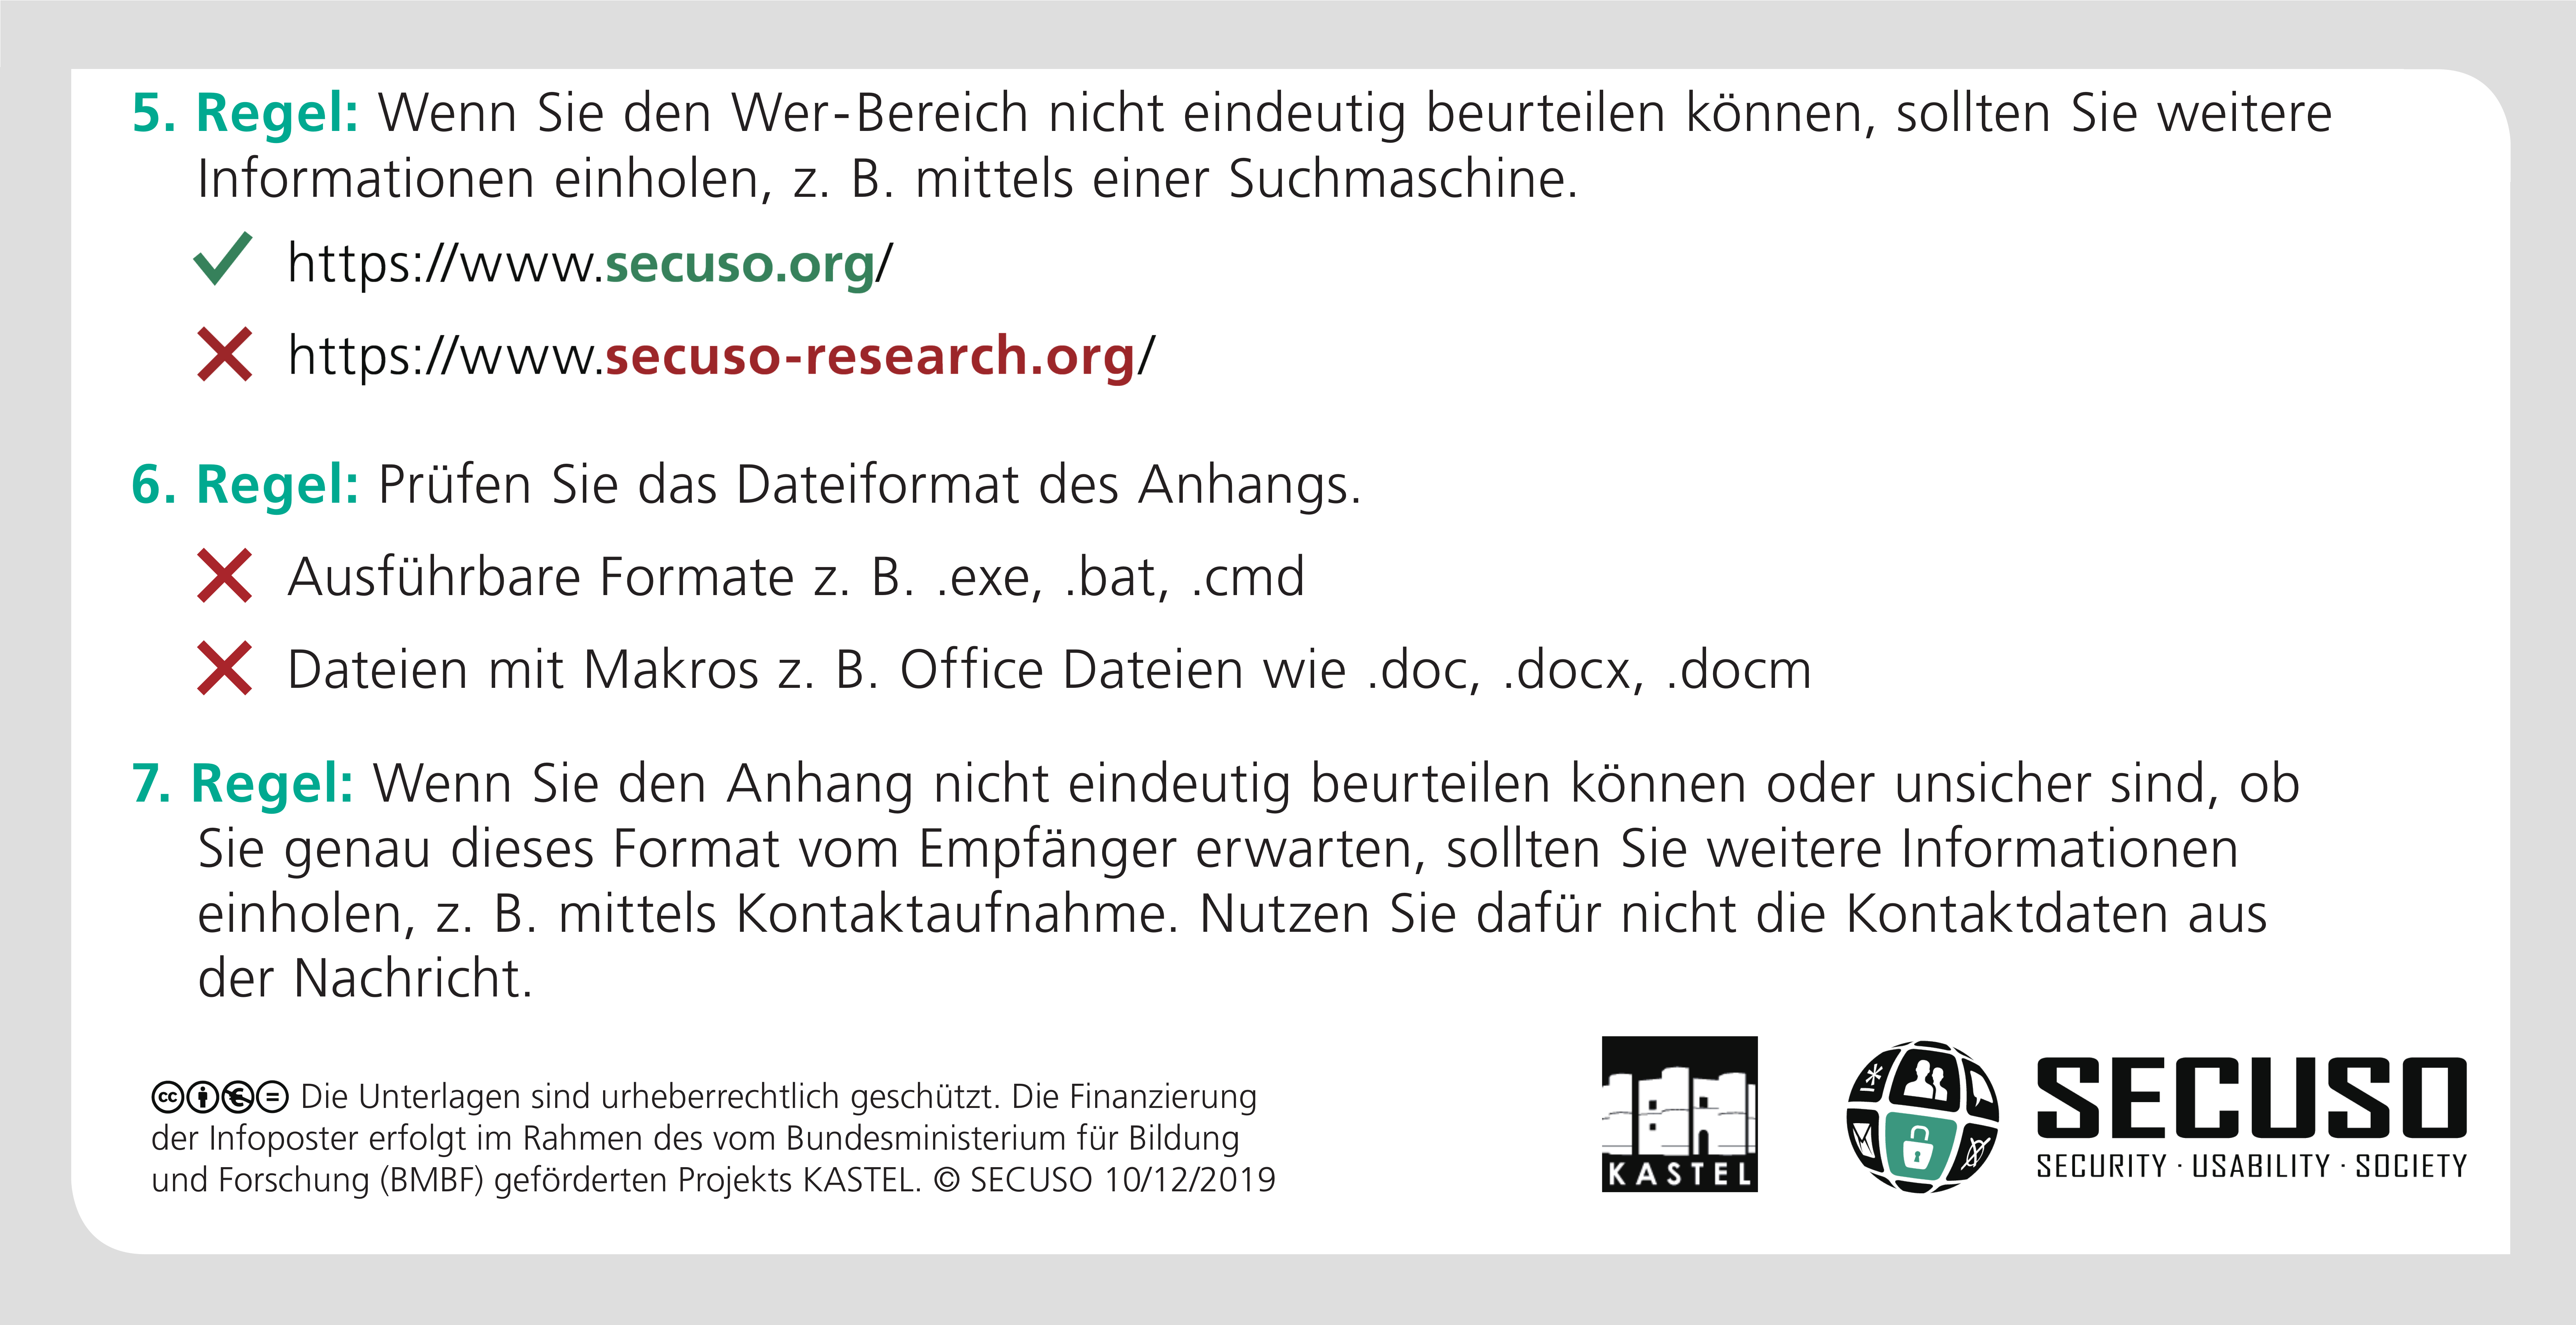 5. Regel: Wenn Sie den Wer-Bereich nicht eindeutig beurteilen können, sollten Sie weitere
Informationen einholen, z. B. mittels einer Suchmaschine.
https://www.secuso.org/
https://www.secuso-research.org/
6. Regel: Prüfen Sie das Dateiformat des Anhangs.
Ausführbare Formate z. B. .exe, .bat, .cmd
Dateien mit Makros z. B. Office Dateien wie .doc, .docx, .docm
7. Regel: Wenn Sie den Anhang nicht eindeutig beurteilen können oder unsicher sind, ob
Sie genau dieses Format vom Empfänger erwarten, sollten Sie weitere Informationen
einholen, z. B. mittels Kontaktaufnahme. Nutzen Sie dafür nicht die Kontaktdaten aus
der Nachricht.
cc Die Unterlagen sind urheberrechtlich geschützt. Die Finanzierung
der Infoposter erfolgt im Rahmen des vom Bundesministerium für Bildung
und Forschung (BMBF) geförderten Projekts KASTEL. © SECUSO 10/12/2019
KASTEL
SECUSO
SECURITY · USABILITY · SOCIETY